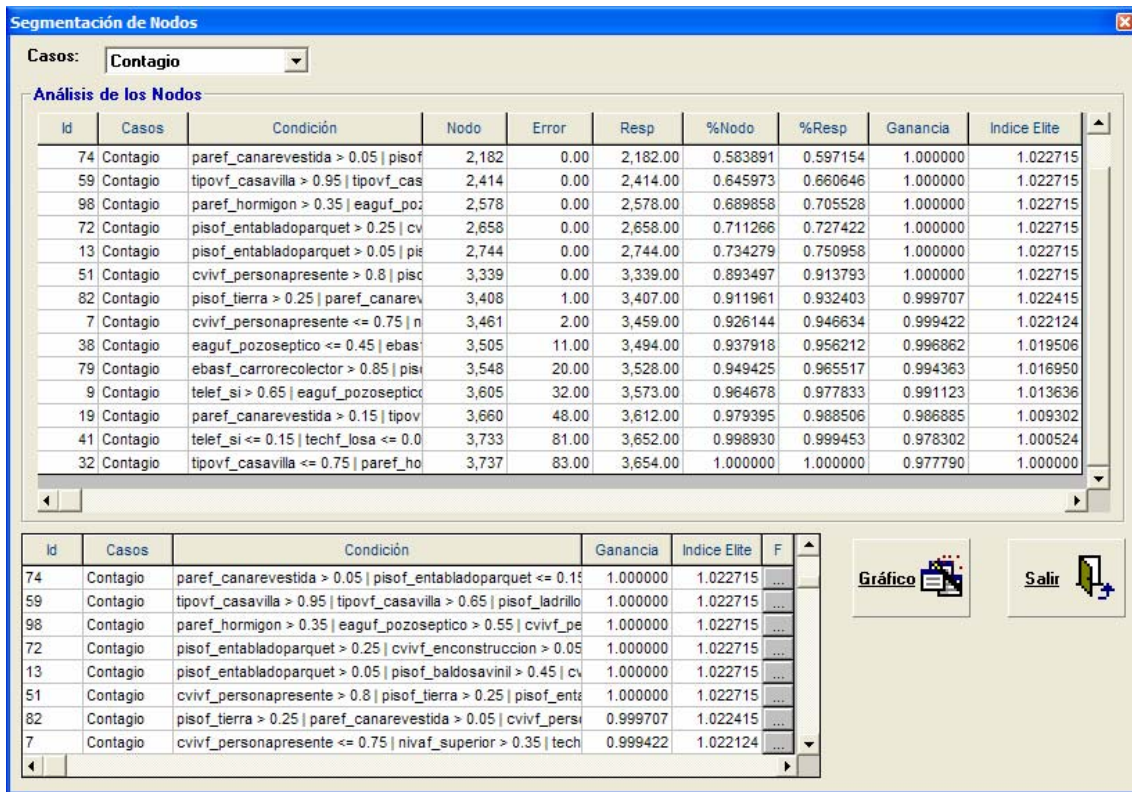 Segmentación de Nodos
Casos: Contagio
Análisis de los Nodos
Id Casos Condición Nodo Error Resp %Nodo %Resp Ganancia Indice Elite
74 Contagio paref_canarevestida > 0.05 | pisof 2,182 0.00 2,182.00 0.583891 0.597154 1.000000 1.022715
59 Contagio tipovf_casavilla > 0.95 | tipovf_cas 2,414 0.00 2,414.00 0.645973 0.660646 1.000000 1.022715
98 Contagio paref_hormigon > 0.35 | eaguf_poz 2,578 0.00 2,578.00 0.689858 0.705528 1.000000 1.022715
72 Contagio pisof_entabladoparquet > 0.25 | cv 2,658 0.00 2,658.00 0.711266 0.727422 1.000000 1.022715
13 Contagio pisof_entabladoparquet > 0.05 | pis 2,744 0.00 2,744.00 0.734279 0.750958 1.000000 1.022715
51 Contagio cvivf_personapresente > 0.8 | pisc 3,339 0.00 3,339.00 0.893497 0.913793 1.000000 1.022715
82 Contagio pisof_tierra > 0.25 | paref_canarev 3,408 1.00 3,407.00 0.911961 0.932403 0.999707 1.022415
7 Contagio cvivf_personapresente <= 0.75 | n 3,461 2.00 3,459.00 0.926144 0.946634 0.999422 1.022124
38 Contagio eaguf_pozoseptico <= 0.45 | ebas 3,505 11.00 3,494.00 0.937918 0.956212 0.996862 1.019506
79 Contagio ebasf_carrorecolector > 0.85 | pis 3,548 20.00 3,528.00 0.949425 0.965517 0.994363 1.016950
9 Contagio telef_si > 0.65 | eaguf_pozoseptico 3,605 32.00 3,573.00 0.964678 0.977833 0.991123 1.013636
19 Contagio paref_canarevestida > 0.15 | tipov 3,660 48.00 3,612.00 0.979395 0.988506 0.986885 1.009302
41 Contagio telef_si <= 0.15 | techf_losa <= 0.0 3,733 81.00 3,652.00 0.998930 0.999453 0.978302 1.000524
32 Contagio tipovf_casavilla <= 0.75 | paref_ho 3,737 83.00 3,654.00 1.000000 1.000000 0.977790 1.000000
Id Casos Condición Ganancia Indice Elite F
74 Contagio paref_canarevestida > 0.05 | pisof_entabladoparquet <= 0.15 1.000000 1.022715 ...
59 Contagio tipovf_casavilla > 0.95 | tipovf_casavilla > 0.65 | pisof_ladrillo 1.000000 1.022715 ...
98 Contagio paref_hormigon > 0.35 | eaguf_pozoseptico > 0.55 | cvivf_pe 1.000000 1.022715 ...
72 Contagio pisof_entabladoparquet > 0.25 | cvivf_enconstruccion > 0.05 1.000000 1.022715 ...
13 Contagio pisof_entabladoparquet > 0.05 | pisof_baldosavinil > 0.45 | cv 1.000000 1.022715 ...
51 Contagio cvivf_personapresente > 0.8 | pisof_tierra > 0.25 | pisof_enta 1.000000 1.022715 ...
82 Contagio pisof_tierra > 0.25 | paref_canarevestida > 0.05 | cvivf_pers 0.999707 1.022415 ...
7 Contagio cvivf_personapresente <= 0.75 | nivaf_superior > 0.35 | tech 0.999422 1.022124 ...
Gráfico
Salir